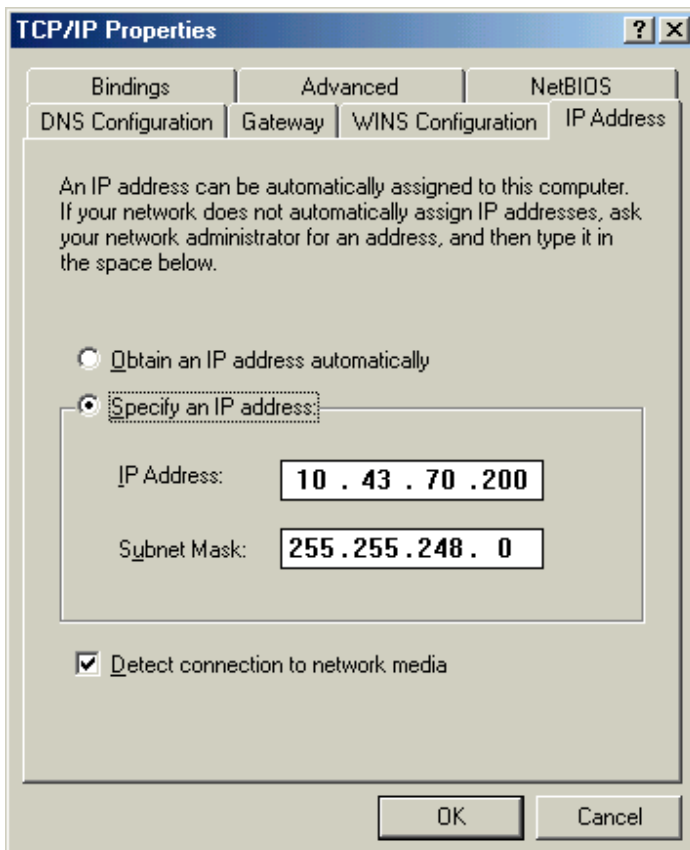 TCP/IP Properties
Bindings Advanced NetBIOS
DNS Configuration Gateway WINS Configuration IP Address
An IP address can be automatically assigned to this computer.
If your network does not automatically assign IP addresses, ask
your network administrator for an address, and then type it in
the space below.
Obtain an IP address automatically
Specify an IP address:
IP Address: 10 . 43 . 70 .200
Subnet Mask: 255.255.248. 0
Detect connection to network media
OK Cancel